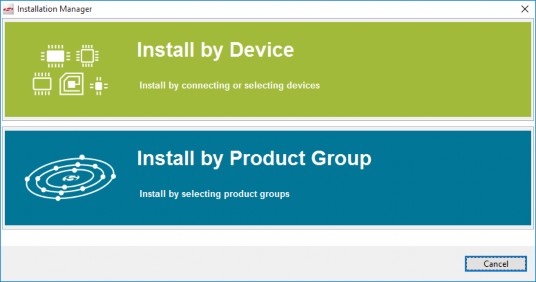 Installation Manager
Install by Device
Install by connecting or selecting devices
Install by Product Group
Install by selecting product groups
Cancel